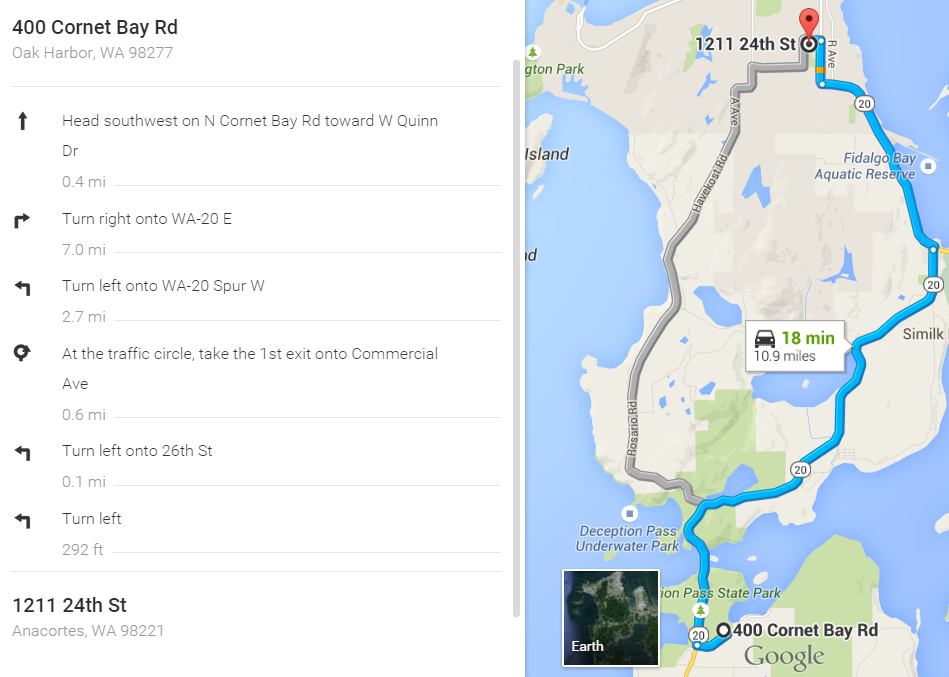 400 Cornet Bay Rd
Oak Harbor, WA 98277
Head southwest on N Cornet Bay Rd toward W Quinn
Dr
0.4 mi
Turn right onto WA-20 E
7.0 mi
Turn left onto WA-20 Spur W
2.7 mi
At the traffic circle, take the 1st exit onto Commercial
Ave
0.6 mi
Turn left onto 26th St
0.1 mi
Turn left
292 ft
1211 24th St
Anacortes, WA 98221
1211 24th St
R Ave
gton Park
A Ave
20
Island
Fidalgo Bay
Aquatic Reserve
Havekost Rd
nd
20
18 min
10.9 miles
Similk
Rosario Rd
20
Deception Pass
Underwater Park
Earth
ion Pass State Park
20
400 Cornet Bay Rd
Google